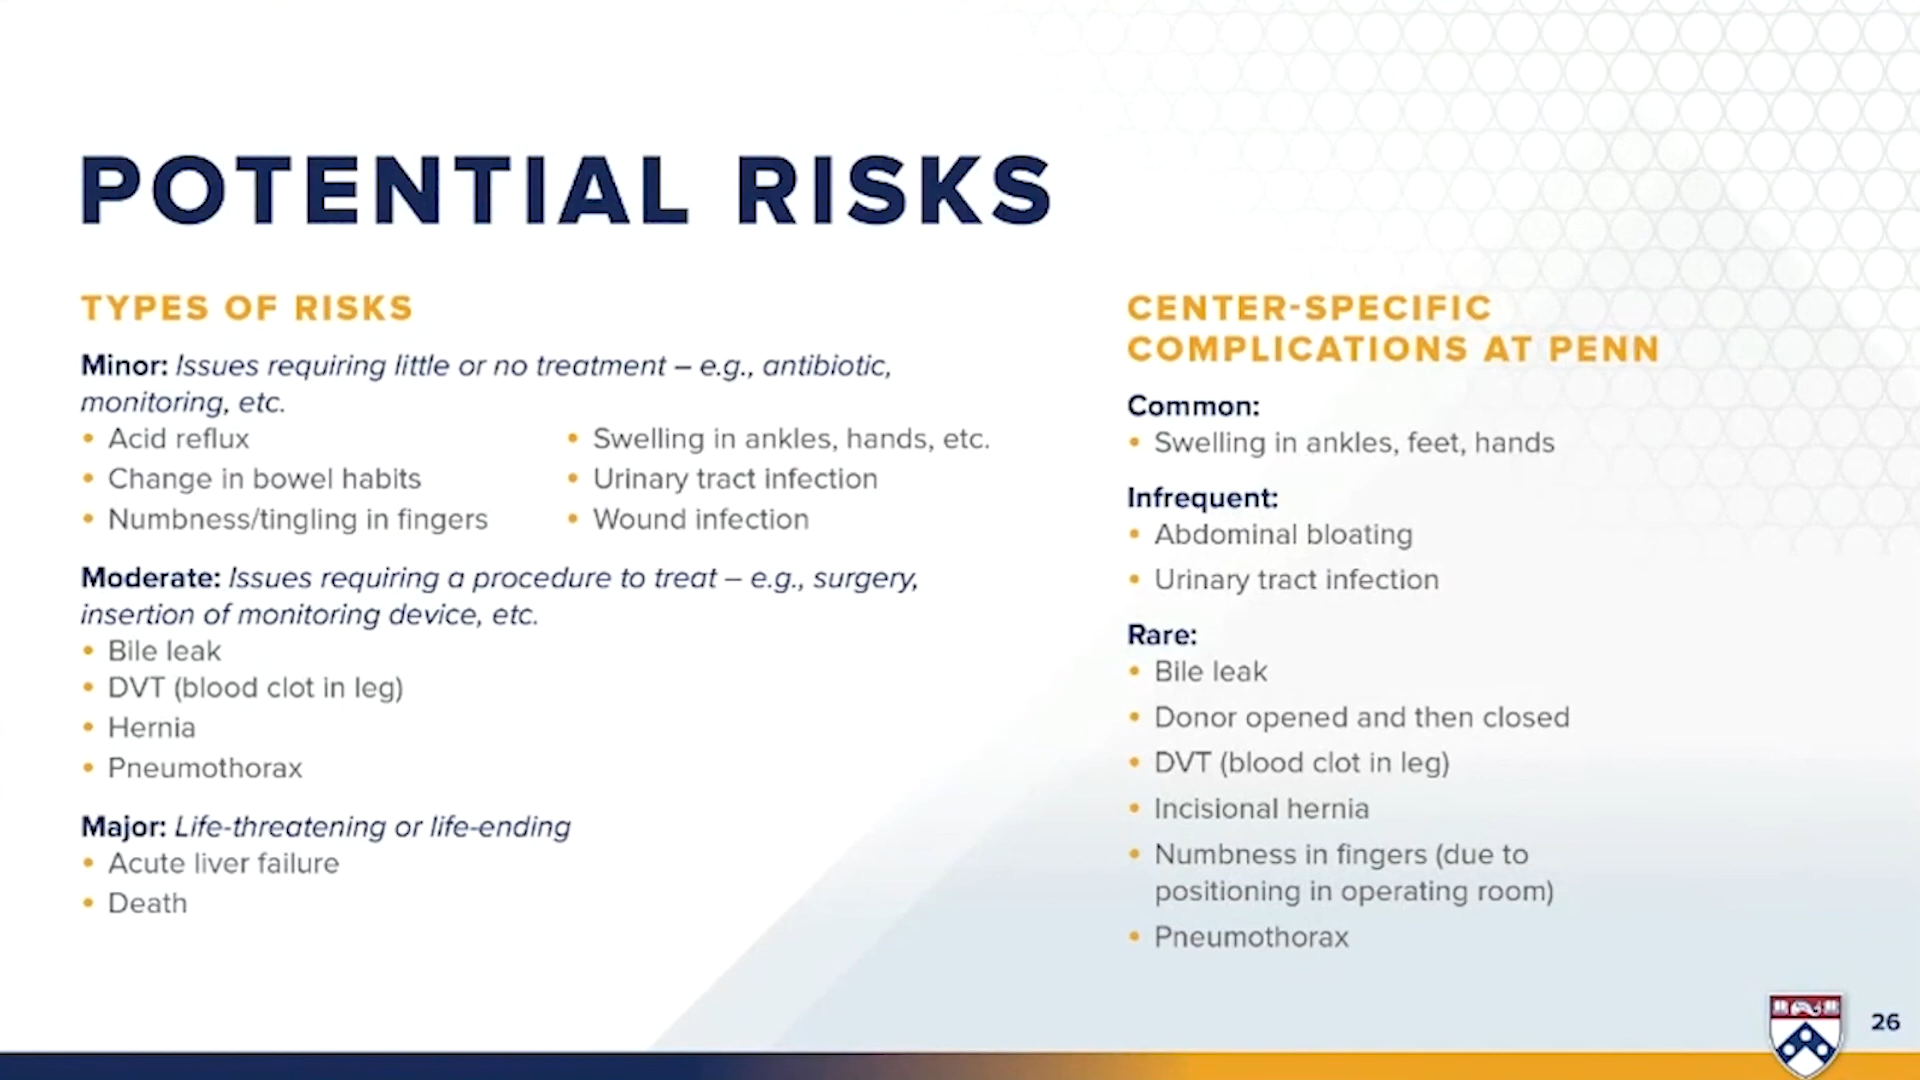 POTENTIAL RISKS
TYPES OF RISKS
Minor: Issues requiring little or no treatment – e.g., antibiotic,
monitoring, etc.
• Acid reflux
• Change in bowel habits
• Numbness/tingling in fingers
• Swelling in ankles, hands, etc.
• Urinary tract infection
• Wound infection
Moderate: Issues requiring a procedure to treat – e.g., surgery,
insertion of monitoring device, etc.
• Bile leak
• DVT (blood clot in leg)
• Hernia
• Pneumothorax
Major: Life-threatening or life-ending
• Acute liver failure
• Death
CENTER-SPECIFIC
COMPLICATIONS AT PENN
Common:
• Swelling in ankles, feet, hands
Infrequent:
• Abdominal bloating
• Urinary tract infection
Rare:
• Bile leak
• Donor opened and then closed
• DVT (blood clot in leg)
• Incisional hernia
• Numbness in fingers (due to
positioning in operating room)
• Pneumothorax
26